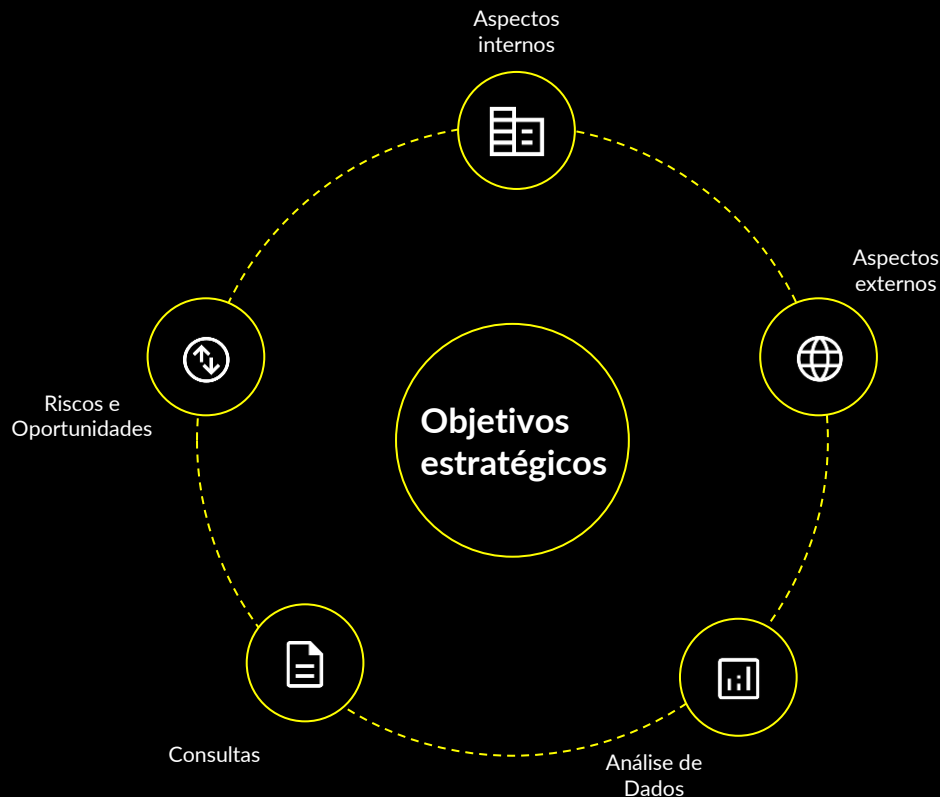 Aspectos
internos
Aspectos
externos
Riscos e
Oportunidades
Objetivos
estratégicos
Consultas
Análise de
Dados